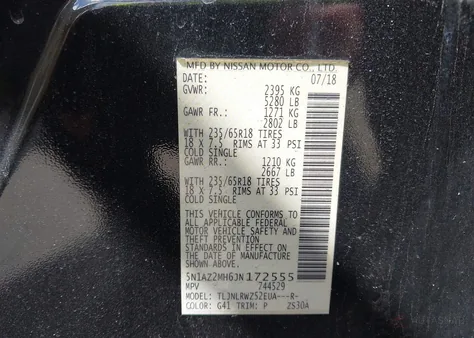 MFD BY NISSAN MOTOR CO., LTD.
DATE: 07/18
GVWR: 2395 KG
5280 LB
GAWR FR.: 1271 KG
2802 LB
WITH 235/65R18 TIRES
18 X 7.5 RIMS AT 33 PSI
COLD SINGLE
GAWR RR.: 1210 KG
2667 LB
WITH 235/65R18 TIRES
18 X 7.5 RIMS AT 33 PSI
COLD SINGLE
THIS VEHICLE CONFORMS TO
ALL APPLICABLE FEDERAL
MOTOR VEHICLE SAFETY AND
THEFT PREVENTION
STANDARDS IN EFFECT ON
THE DATE OF MANUFACTURE
SHOWN ABOVE.
5N1AZ2MH6JN172555
MPV 744529
MODEL: TLJNLRWZ52EUA---R-
COLOR: G41 TRIM: P ZS30A